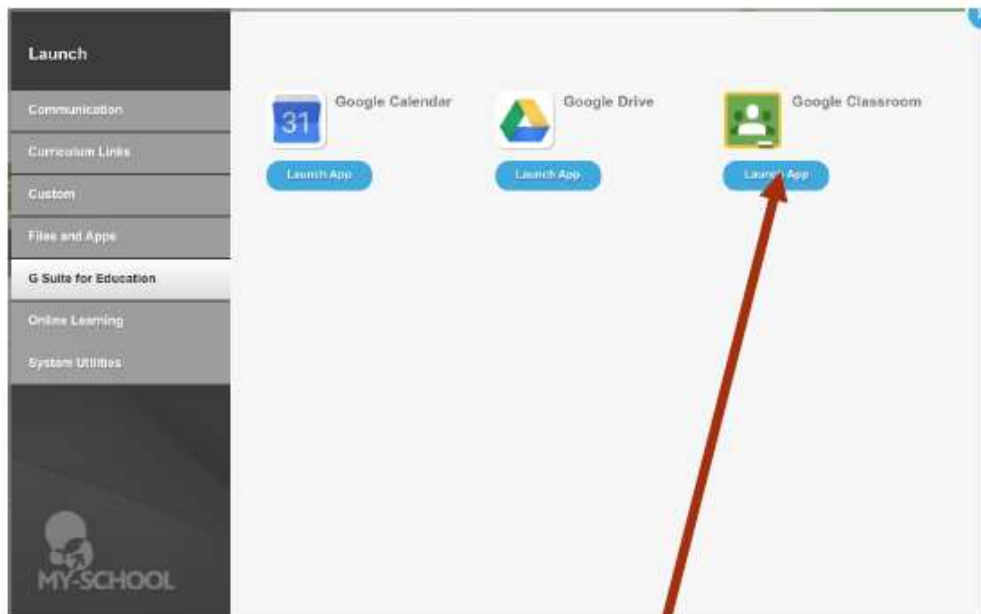 Launch
Communication
Curriculum Links
Custom
Files and Apps
G Suite for Education
Online Learning
System Utilities
MY-SCHOOL
31
Google Calendar
Launch App
Google Drive
Launch App
Google Classroom
Launch App